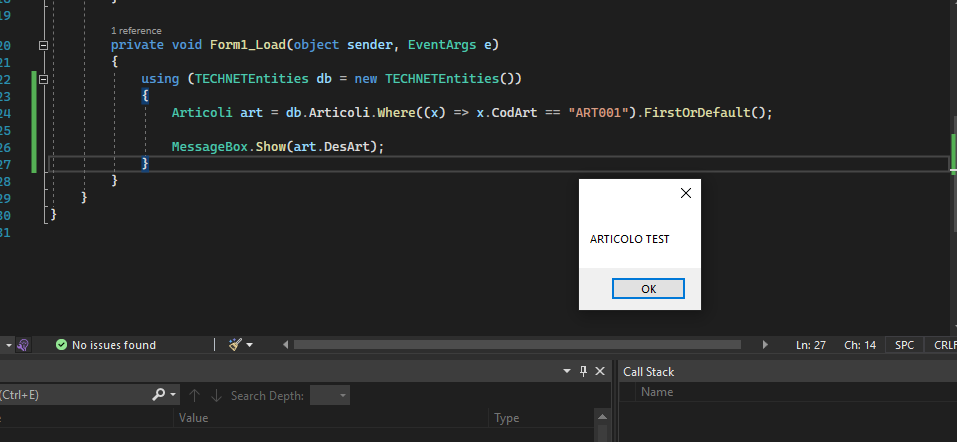 19
1 reference
20 private void Form1_Load(object sender, EventArgs e)
21 {
22 using (TECHNETEntities db = new TECHNETEntities())
23 {
24 Articoli art = db.Articoli.Where((x) => x.CodArt == "ART001").FirstOrDefault();
25
26 MessageBox.Show(art.DesArt);
27 }
28 }
29 }
30 }
31
ARTICOLO TEST
OK
No issues found
Ln: 27 Ch: 14 SPC CRLF
Call Stack
(Ctrl+E) Search Depth:
Name
Value Type